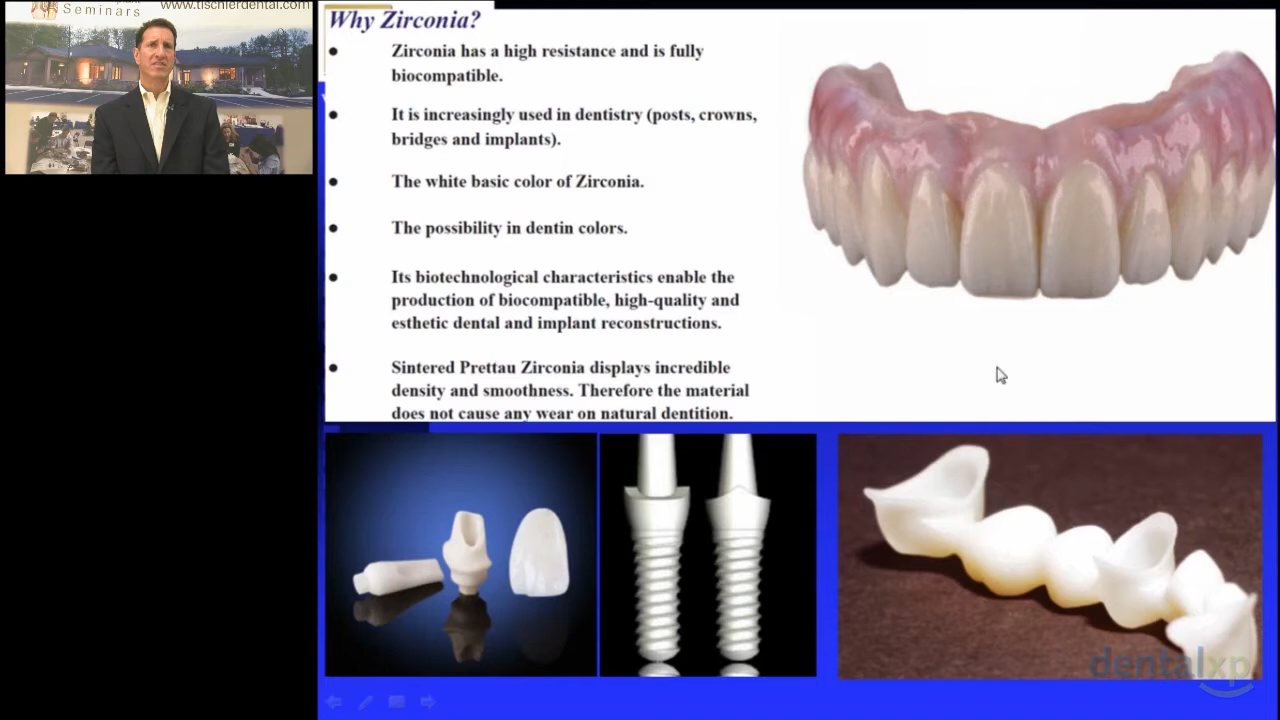 Seminars
www.tischlerdental.com
Why Zirconia?
● Zirconia has a high resistance and is fully
biocompatible.
● It is increasingly used in dentistry (posts, crowns,
bridges and implants).
● The white basic color of Zirconia.
● The possibility in dentin colors.
● Its biotechnological characteristics enable the
production of biocompatible, high-quality and
esthetic dental and implant reconstructions.
● Sintered Prettau Zirconia displays incredible
density and smoothness. Therefore the material
does not cause any wear on natural dentition.
dentalxp